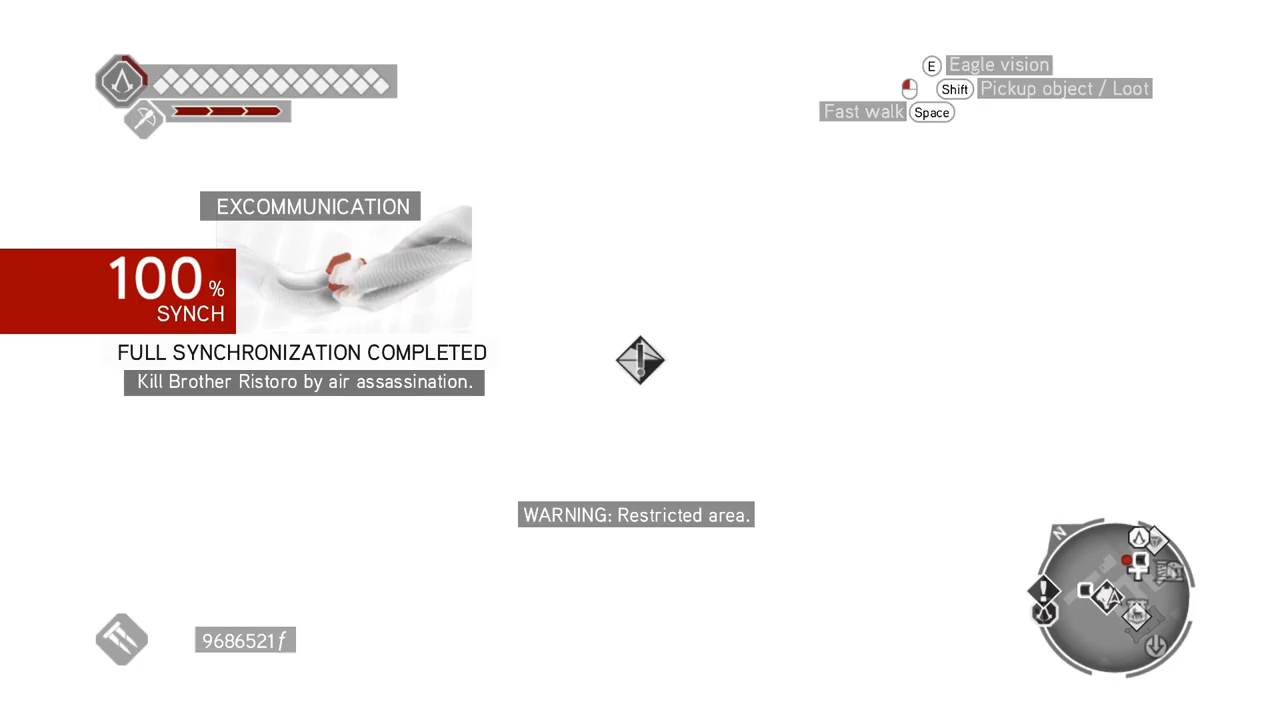 E Eagle vision
Shift Pickup object / Loot
Fast walk Space
EXCOMMUNICATION
100 %
SYNCH
FULL SYNCHRONIZATION COMPLETED
Kill Brother Ristoro by air assassination.
WARNING: Restricted area.
N
9686521ƒ